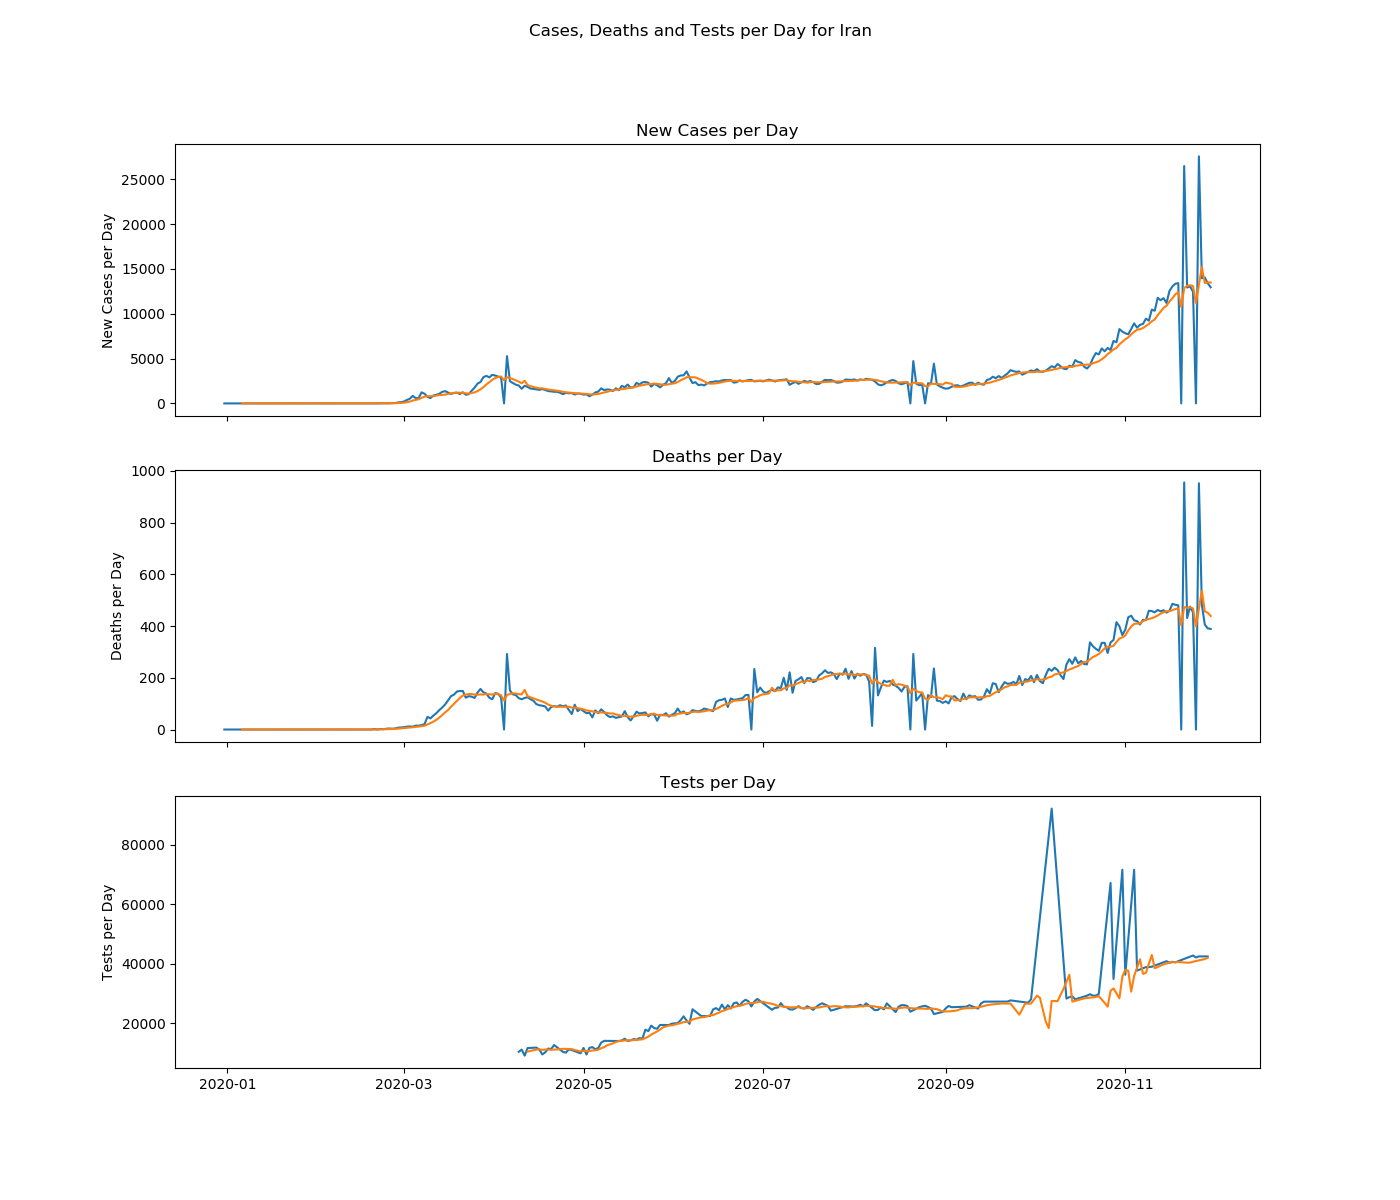 Cases, Deaths and Tests per Day for Iran
New Cases per Day
New Cases per Day
25000
20000
15000
10000
5000
0
Deaths per Day
Deaths per Day
1000
800
600
400
200
0
Tests per Day
Tests per Day
80000
60000
40000
20000
2020-01 2020-03 2020-05 2020-07 2020-09 2020-11